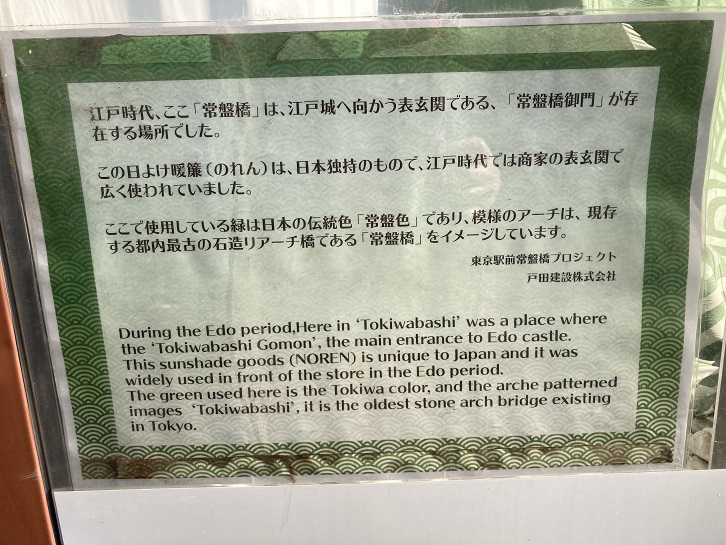 江戸時代、ここ「常盤橋」は、江戸城へ向かう表玄関である、「常盤橋御門」が存
在する場所でした。
この日よけ暖簾(のれん)は、日本独持のもので、江戸時代では商家の表玄関で
広く使われていました。
ここで使用している緑は日本の伝統色「常盤色」であり、模様のアーチは、現存
する都内最古の石造りアーチ橋である「常盤橋」をイメージしています。
東京駅前常盤橋プロジェクト
戸田建設株式会社
During the Edo period,Here in ‘Tokiwabashi’ was a place where
the ‘Tokiwabashi Gomon’, the main entrance to Edo castle.
This sunshade goods (NOREN) is unique to Japan and it was
widely used in front of the store in the Edo period.
The green used here is the Tokiwa color, and the arche patterned
images ‘Tokiwabashi’, it is the oldest stone arch bridge existing
in Tokyo.